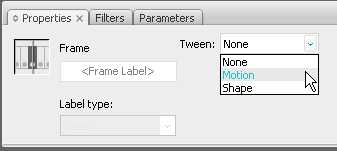 Properties Filters Parameters
Frame Tween: None
<Frame Label> None
Motion
Shape
Label type: